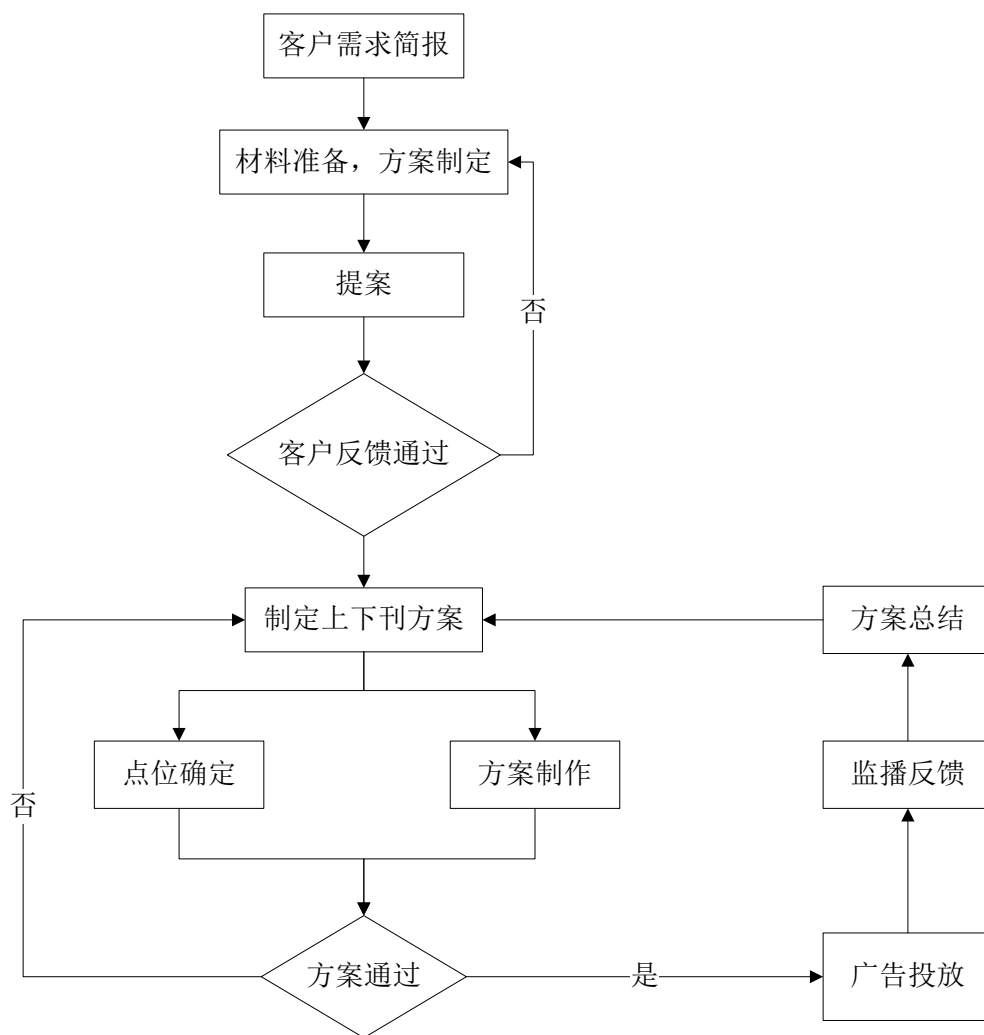 客户需求简报
材料准备，方案制定
提案
否
客户反馈通过
制定上下刊方案
方案总结
点位确定
方案制作
监播反馈
否
方案通过
是
广告投放